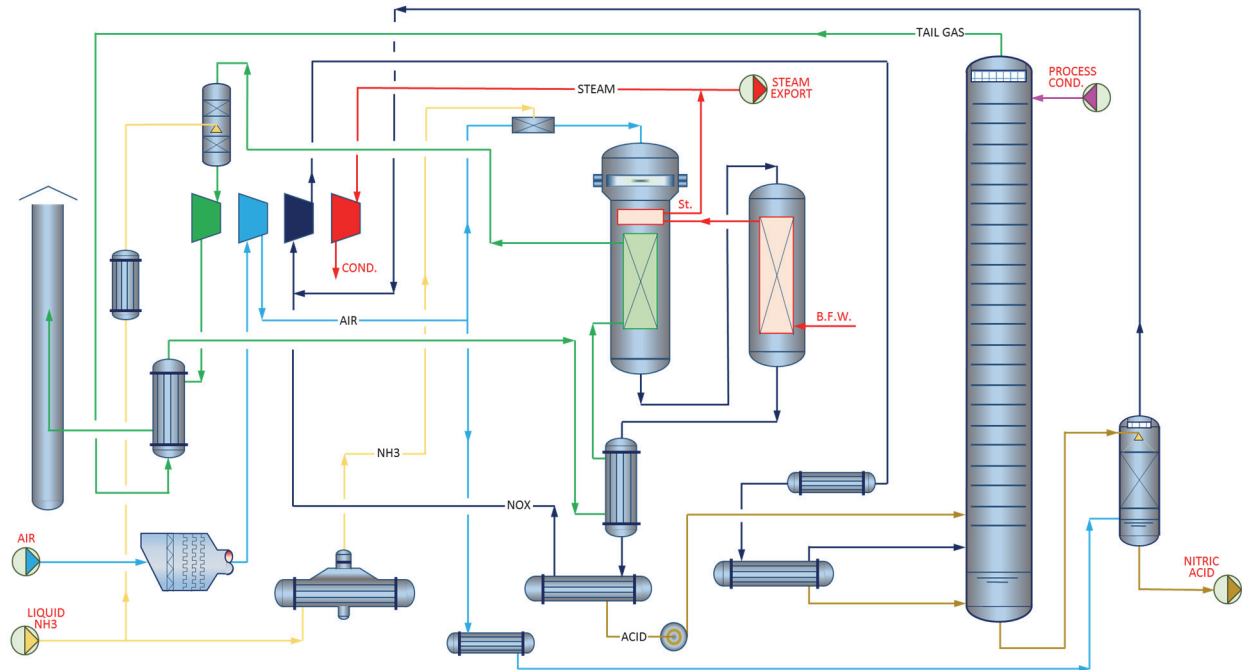 TAIL GAS
PROCESS
COND.
STEAM
STEAM
EXPORT
St.
COND.
AIR
B.F.W.
NH3
NOX
AIR
NITRIC
ACID
LIQUID
NH3
ACID